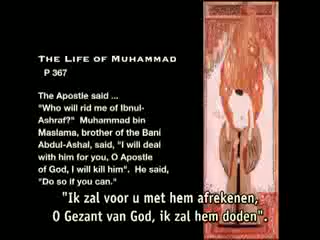 The Life of Muhammad
P 367
The Apostle said ...
"Who will rid me of Ibnul-
Ashraf?" Muhammad bin
Maslama, brother of the Bani
Abdul-Ashal, said, "I will deal
with him for you, O Apostle
of God, I will kill him". He said,
"Do so if you can."
"Ik zal voor u met hem afrekenen,
O Gezant van God, ik zal hem doden".